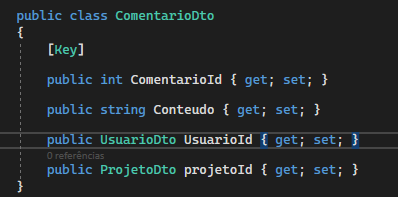 public class ComentarioDto
{
[Key]
public int ComentarioId { get; set; }
public string Conteudo { get; set; }
public UsuarioDto UsuarioId { get; set; }
0 referências
public ProjetoDto projetoId { get; set; }
}